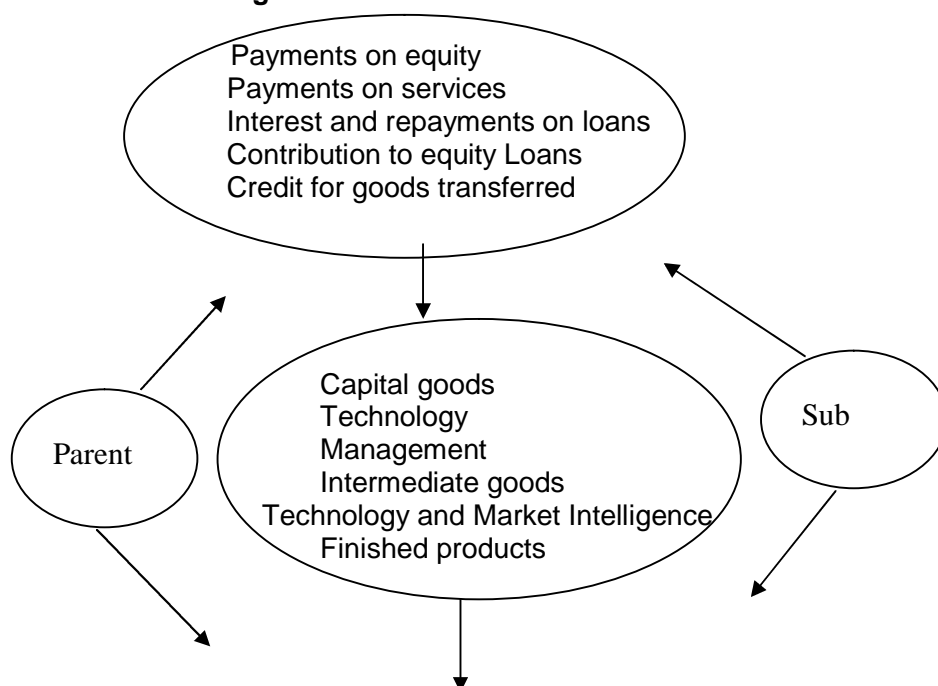 Payments on equity
Payments on services
Interest and repayments on loans
Contribution to equity Loans
Credit for goods transferred
Capital goods
Technology
Management
Intermediate goods
Technology and Market Intelligence
Finished products
Parent
Sub